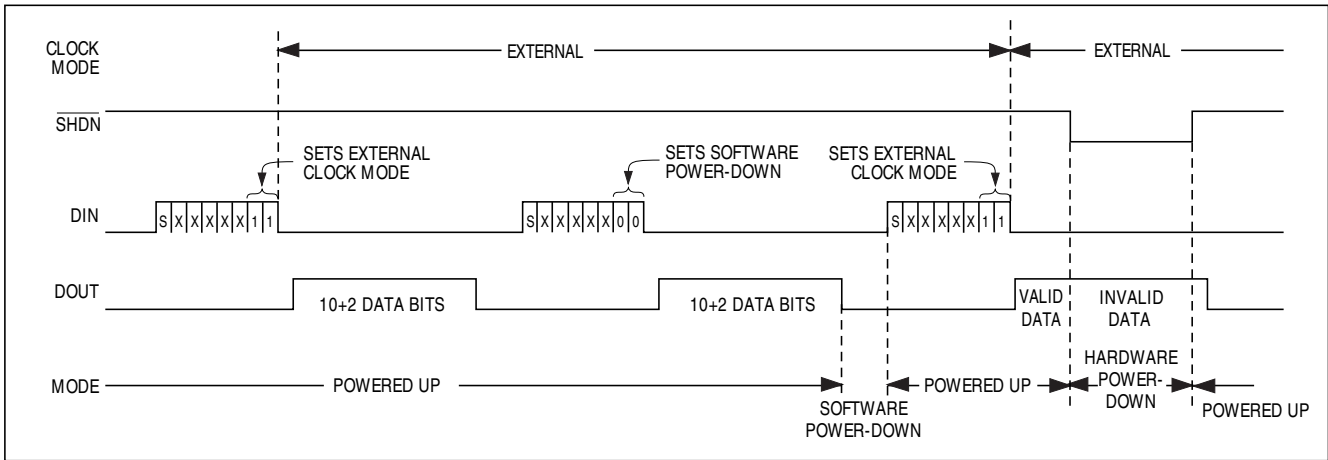 CLOCK
MODE
EXTERNAL
EXTERNAL
SHDN
SETS EXTERNAL
CLOCK MODE
SETS SOFTWARE
POWER-DOWN
SETS EXTERNAL
CLOCK MODE
DIN
S X X X X X 1 1
S X X X X X 0 0
S X X X X X 1 1
DOUT
10+2 DATA BITS
10+2 DATA BITS
VALID
DATA
INVALID
DATA
MODE
POWERED UP
SOFTWARE
POWER-DOWN
POWERED UP
HARDWARE
POWER-
DOWN
POWERED UP